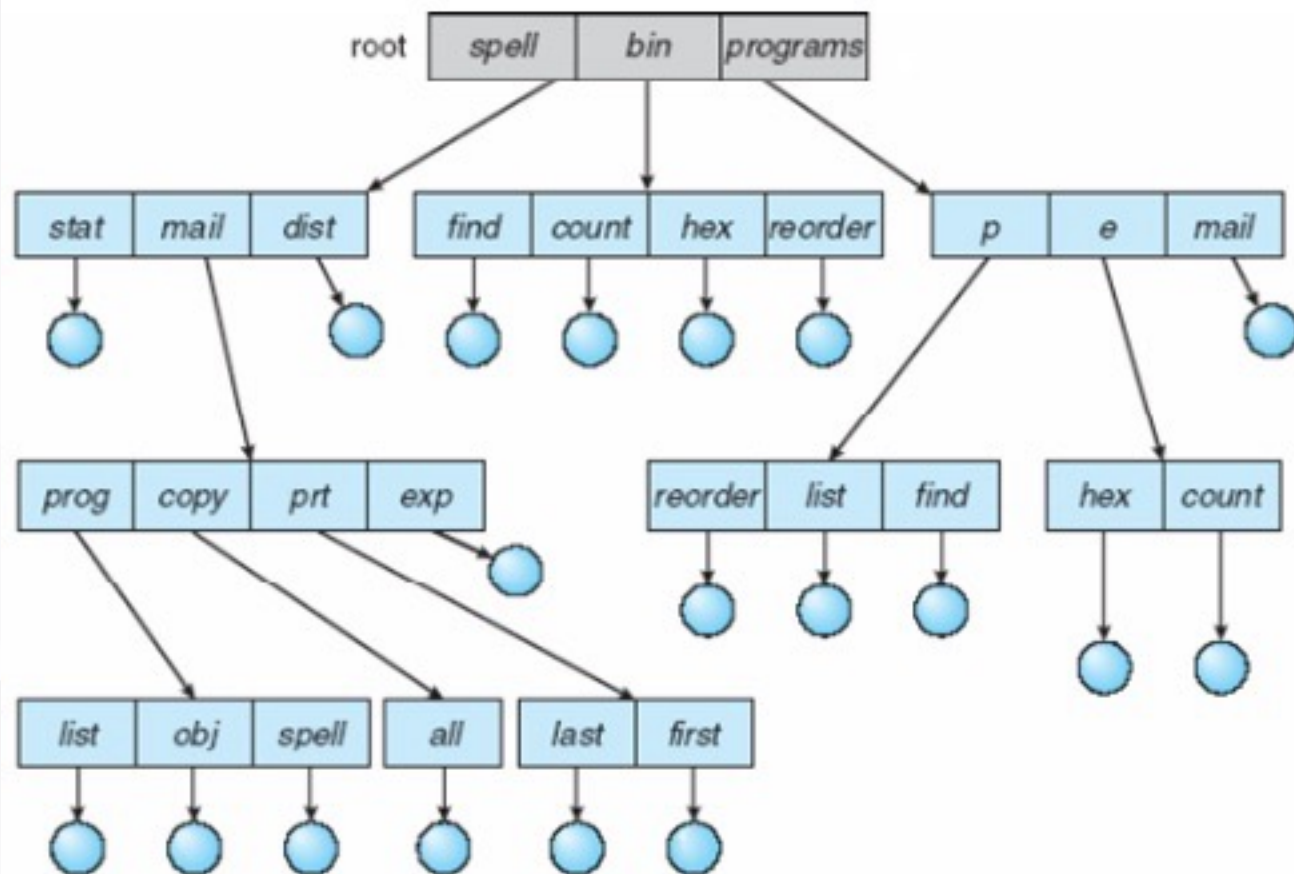 root spell bin programs
stat mail dist find count hex reorder p e mail
prog copy prt exp reorder list find hex count
list obj spell all last first